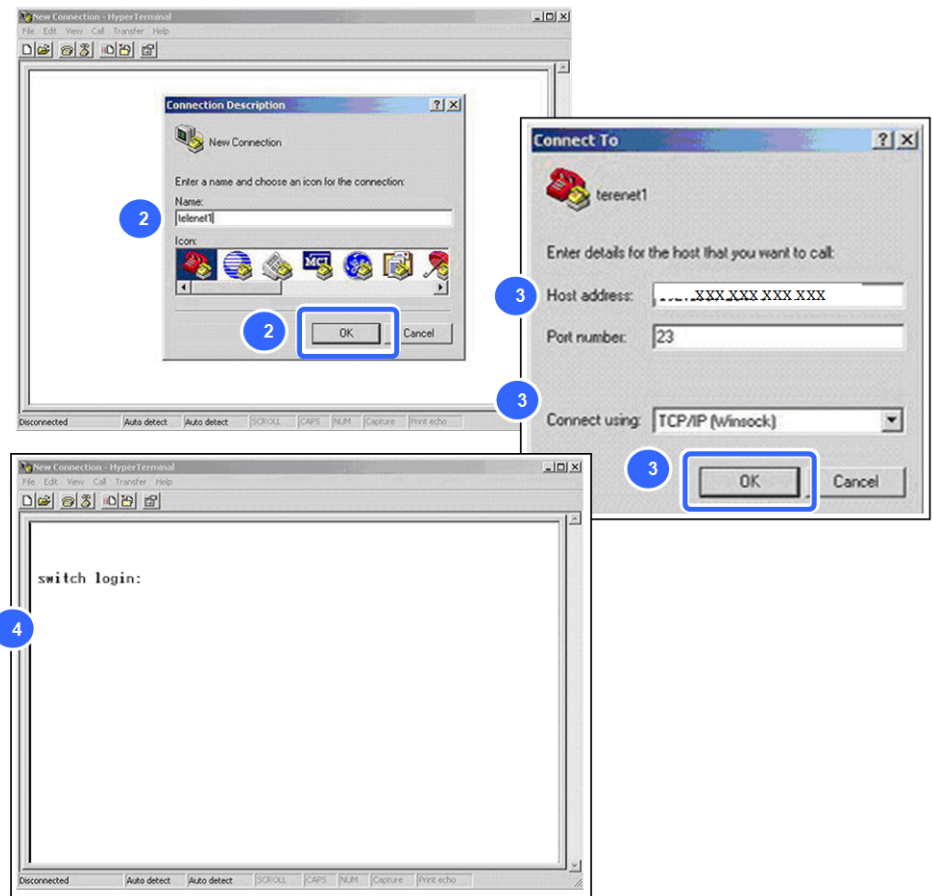 New Connection - HyperTerminal
File Edit View Call Transfer Help
Connection Description
New Connection
Enter a name and choose an icon for the connection:
Name:
2
telenet1
Icon:
MCI
2
OK Cancel
Disconnected Auto detect Auto detect SCROLL CAPS NUM Capture Print echo
Connect To
terenet1
Enter details for the host that you want to call:
3
Host address: XXX.XXX XXX XXX
Port number: 23
3
Connect using: TCP/IP (Winsock)
3
OK Cancel
New Connection - HyperTerminal
File Edit View Call Transfer Help
switch login:
4
Disconnected Auto detect Auto detect SCROLL CAPS NUM Capture Print echo